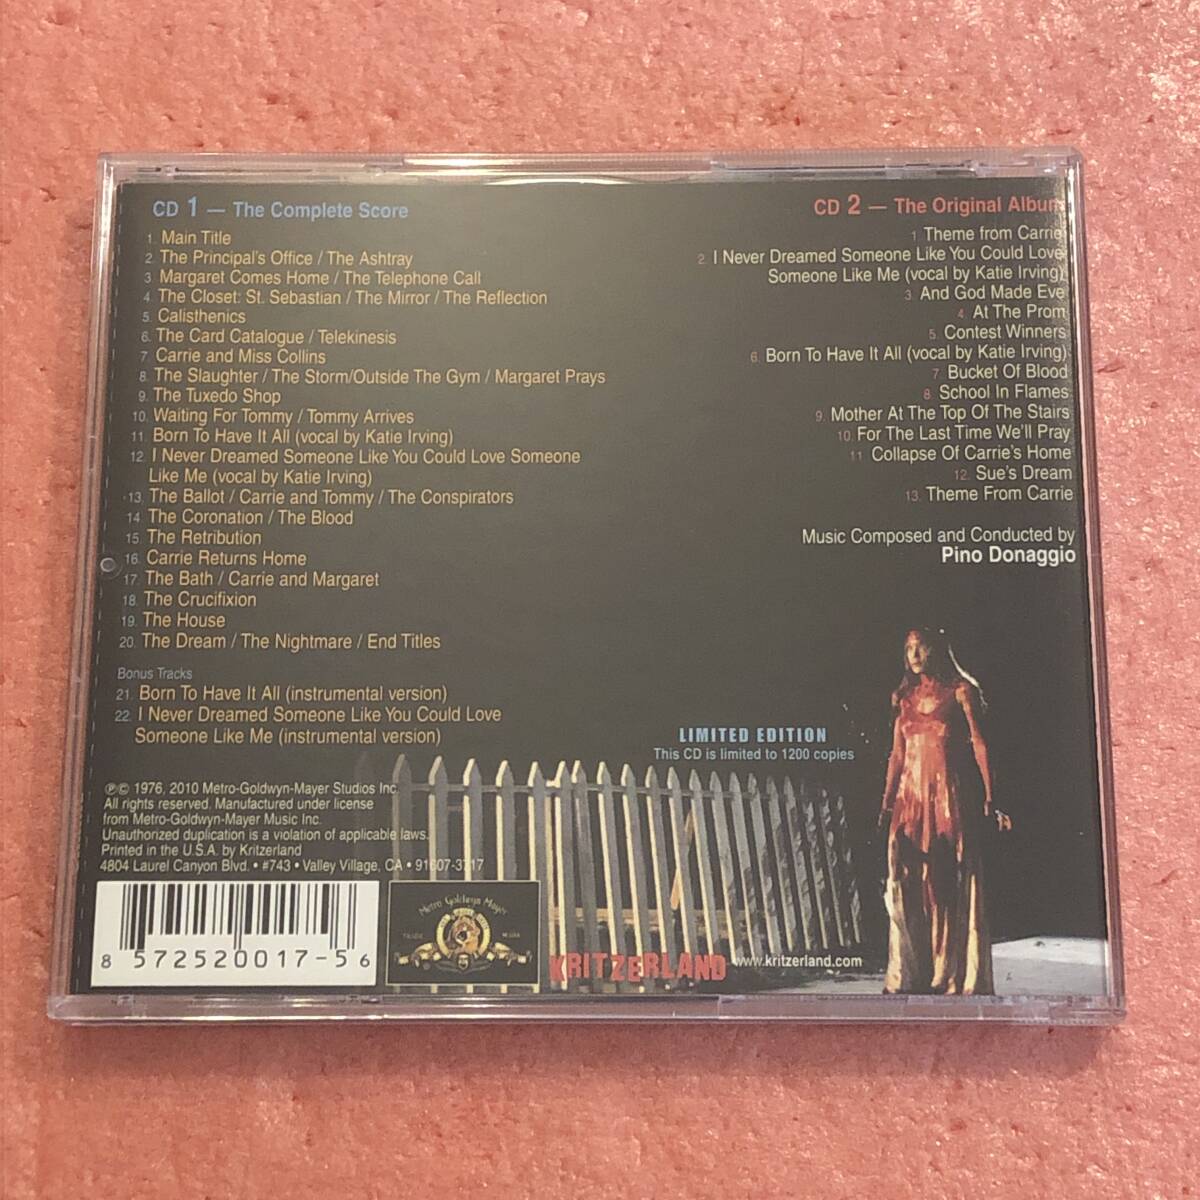 CD 1 — The Complete Score
1. Main Title
2. The Principal's Office / The Ashtray
3. Margaret Comes Home / The Telephone Call
4. The Closet: St. Sebastian / The Mirror / The Reflection
5. Calisthenics
6. The Card Catalogue / Telekinesis
7. Carrie and Miss Collins
8. The Slaughter / The Storm/Outside The Gym / Margaret Prays
9. The Tuxedo Shop
10. Waiting For Tommy / Tommy Arrives
11. Born To Have It All (vocal by Katie Irving)
12. I Never Dreamed Someone Like You Could Love Someone
Like Me (vocal by Katie Irving)
13. The Ballot / Carrie and Tommy / The Conspirators
14. The Coronation / The Blood
15. The Retribution
16. Carrie Returns Home
17. The Bath / Carrie and Margaret
18. The Crucifixion
19. The House
20. The Dream / The Nightmare / End Titles
Bonus Tracks
21. Born To Have It All (instrumental version)
22. I Never Dreamed Someone Like You Could Love
Someone Like Me (instrumental version)
CD 2 — The Original Album
1. Theme from Carrie
2. I Never Dreamed Someone Like You Could Love
Someone Like Me (vocal by Katie Irving)
3. And God Made Eve
4. At The Prom
5. Contest Winners
6. Born To Have It All (vocal by Katie Irving)
7. Bucket Of Blood
8. School In Flames
9. Mother At The Top Of The Stairs
10. For The Last Time We'll Pray
11. Collapse Of Carrie's Home
12. Sue's Dream
13. Theme From Carrie
Music Composed and Conducted by
Pino Donaggio
LIMITED EDITION
This CD is limited to 1200 copies
℗© 1976, 2010 Metro-Goldwyn-Mayer Studios Inc.
All rights reserved. Manufactured under license
from Metro-Goldwyn-Mayer Music Inc.
Unauthorized duplication is a violation of applicable laws.
Printed in the U.S.A. by Kritzerland
4804 Laurel Canyon Blvd. • #743 • Valley Village, CA • 91607-3717
8 57252 00 17-5 6
Metro Goldwyn Mayer
KRITZERLAND
www.kritzerland.com